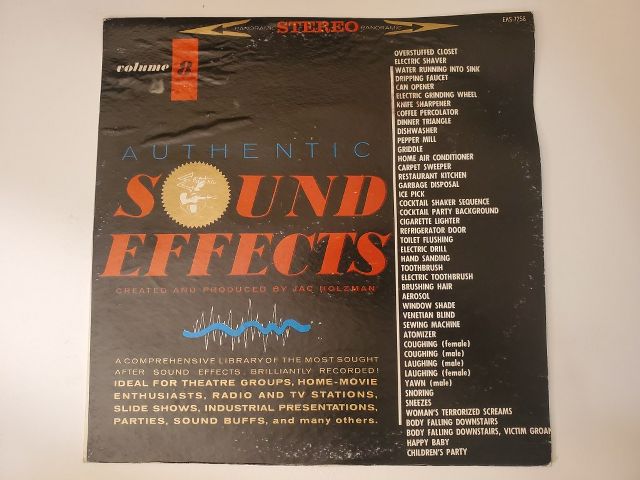 PANORAMIC STEREO PANORAMIC
EKS-7258
volume 8
AUTHENTIC
SOUND
EFFECTS
CREATED AND PRODUCED BY JAC HOLZMAN
A COMPREHENSIVE LIBRARY OF THE MOST SOUGHT
AFTER SOUND EFFECTS. BRILLIANTLY RECORDED!
IDEAL FOR THEATRE GROUPS, HOME-MOVIE
ENTHUSIASTS, RADIO AND TV STATIONS,
SLIDE SHOWS, INDUSTRIAL PRESENTATIONS,
PARTIES, SOUND BUFFS, and many others.
OVERSTUFFED CLOSET
ELECTRIC SHAVER
WATER RUNNING INTO SINK
DRIPPING FAUCET
CAN OPENER
ELECTRIC GRINDING WHEEL
KNIFE SHARPENER
COFFEE PERCOLATOR
DINNER TRIANGLE
DISHWASHER
PEPPER MILL
GRIDDLE
HOME AIR CONDITIONER
CARPET SWEEPER
RESTAURANT KITCHEN
GARBAGE DISPOSAL
ICE PICK
COCKTAIL SHAKER SEQUENCE
COCKTAIL PARTY BACKGROUND
CIGARETTE LIGHTER
REFRIGERATOR DOOR
TOILET FLUSHING
ELECTRIC DRILL
HAND SANDING
TOOTHBRUSH
ELECTRIC TOOTHBRUSH
BRUSHING HAIR
AEROSOL
WINDOW SHADE
VENETIAN BLIND
SEWING MACHINE
ATOMIZER
COUGHING (female)
COUGHING (male)
LAUGHING (male)
LAUGHING (female)
YAWN (male)
SNORING
SNEEZES
WOMAN'S TERRORIZED SCREAMS
BODY FALLING DOWNSTAIRS
BODY FALLING DOWNSTAIRS, VICTIM GROAN
HAPPY BABY
CHILDREN'S PARTY